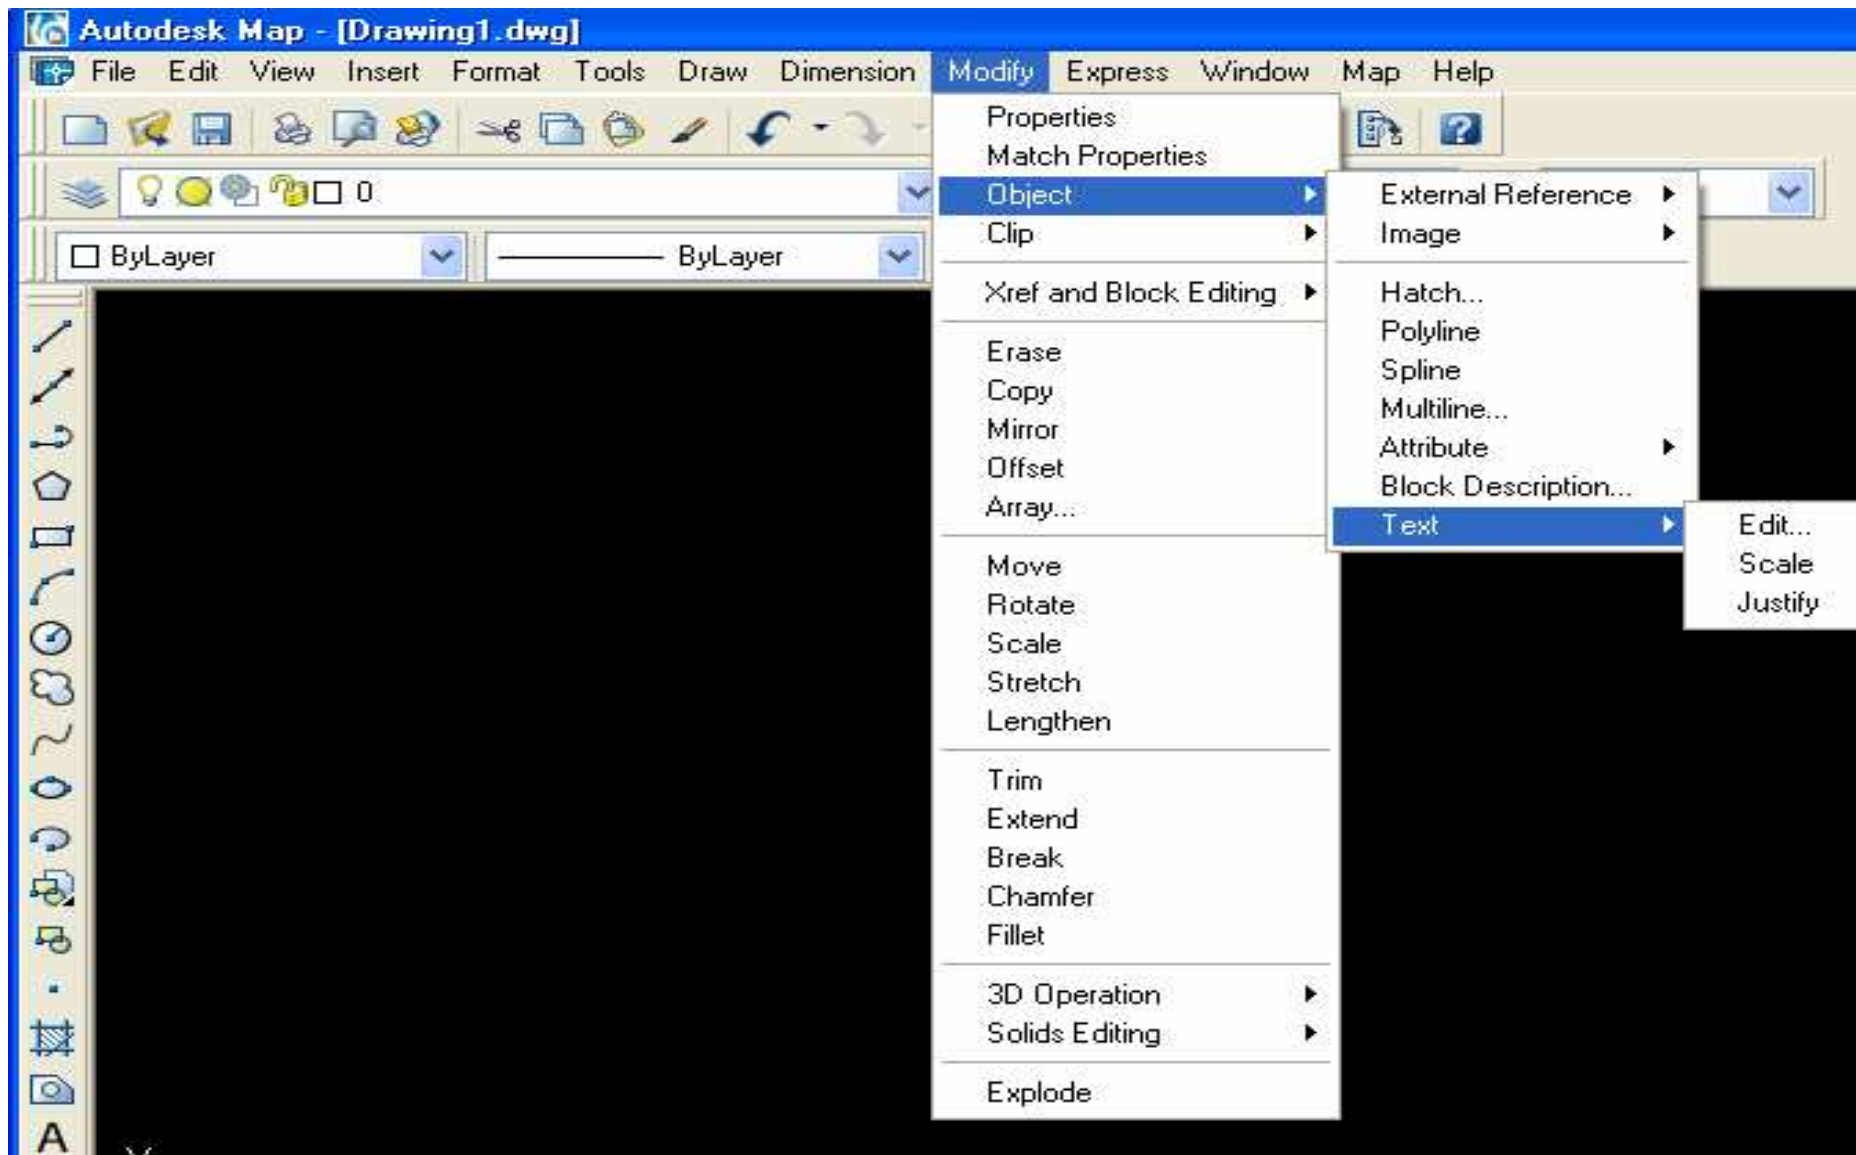 Autodesk Map - [Drawing1.dwg]
File Edit View Insert Format Tools Draw Dimension Modify Express Window Map Help
0
ByLayer ByLayer
Properties
Match Properties
Object
Clip
Xref and Block Editing
Erase
Copy
Mirror
Offset
Array...
Move
Rotate
Scale
Stretch
Lengthen
Trim
Extend
Break
Chamfer
Fillet
3D Operation
Solids Editing
Explode
External Reference
Image
Hatch...
Polyline
Spline
Multiline...
Attribute
Block Description...
Text
Edit...
Scale
Justify
A